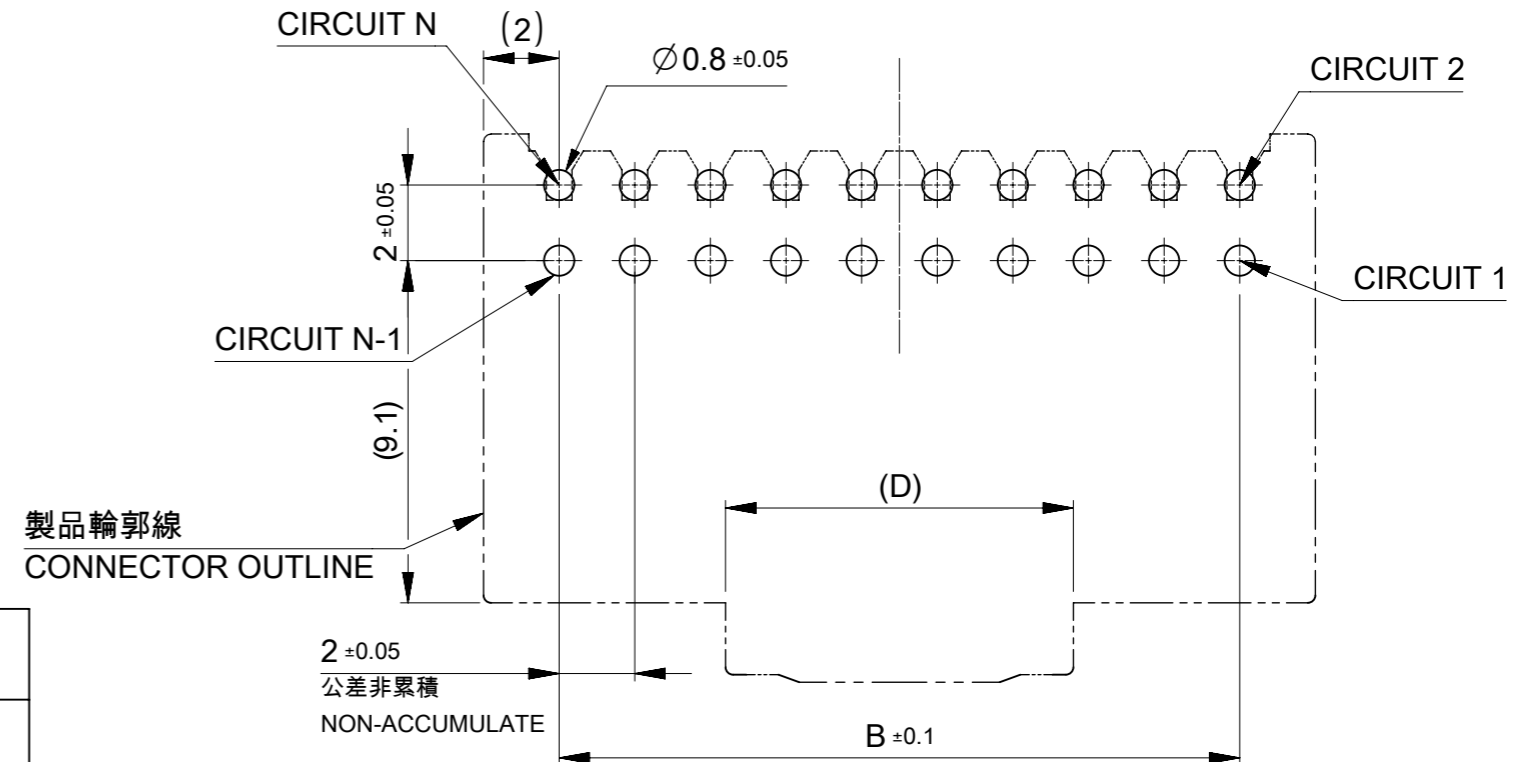 CIRCUIT N
(2)
⌀0.8 ±0.05
CIRCUIT 2
2 ±0.05
CIRCUIT 1
CIRCUIT N-1
(9.1)
(D)
製品輪郭線
CONNECTOR OUTLINE
2 ±0.05
公差非累積
NON-ACCUMULATE
B ±0.1